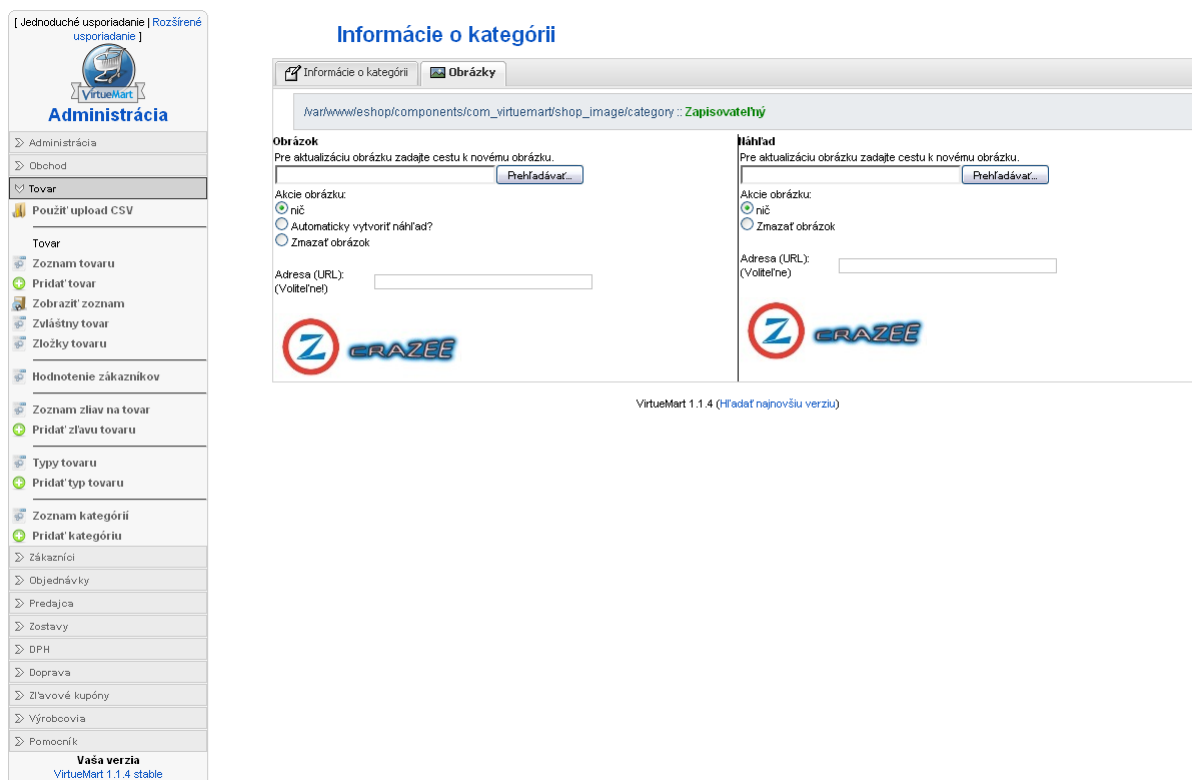 [ Jednoduché usporiadanie | Rozšírené
usporiadanie ]
VirtueMart
Administrácia
Administrácia
Obchod
Tovar
Použiť upload CSV
Tovar
Zoznam tovaru
Pridať tovar
Zobraziť zoznam
Zvláštny tovar
Zložky tovaru
Hodnotenie zákazníkov
Zoznam zliav na tovar
Pridať zľavu tovaru
Typy tovaru
Pridať typ tovaru
Zoznam kategórií
Pridať kategóriu
Zákazníci
Objednávky
Predajca
Zostavy
DPH
Doprava
Zľavové kupóny
Výrobcovia
Pomocník
Vaša verzia
VirtueMart 1.1.4 stable
Informácie o kategórii
Informácie o kategórii
Obrázky
/var/www/eshop/components/com_virtuemart/shop_image/category :: Zapisovateľný
Obrázok
Pre aktualizáciu obrázku zadajte cestu k novému obrázku.
Prehľadávať...
Akcie obrázku:
nič
Automaticky vytvoriť náhľad?
Zmazať obrázok
Adresa (URL):
(Voliteľne!)
Z CRAZEE
Náhľad
Pre aktualizáciu obrázku zadajte cestu k novému obrázku.
Prehľadávať...
Akcie obrázku:
nič
Zmazať obrázok
Adresa (URL):
(Voliteľne)
Z CRAZEE
VirtueMart 1.1.4 (Hľadať najnovšiu verziu)